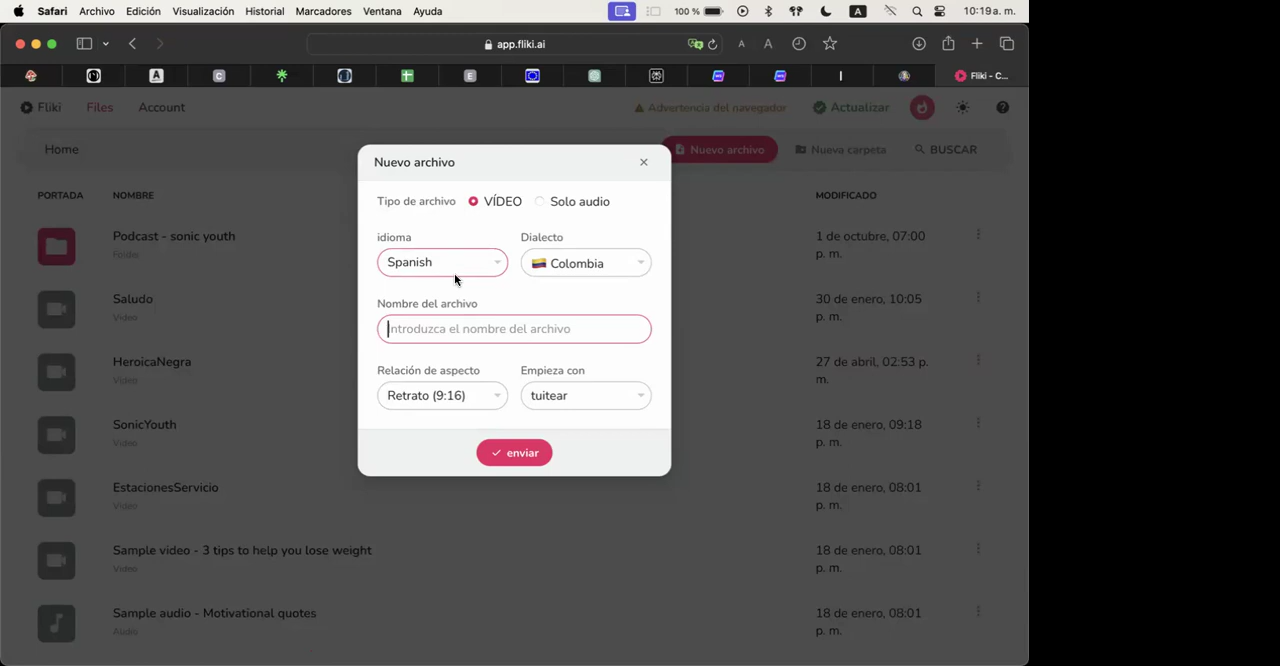 Safari Archivo Edición Visualización Historial Marcadores Ventana Ayuda 100 % A 10:19 a. m.
app.fliki.ai A A
A C E I Fliki - C...
Fliki Files Account Advertencia del navegador Actualizar
Home Nuevo archivo Nueva carpeta BUSCAR
PORTADA NOMBRE MODIFICADO
Nuevo archivo
Tipo de archivo VÍDEO Solo audio
idioma Dialecto
Spanish Colombia
Nombre del archivo
Introduzca el nombre del archivo
Relación de aspecto Empieza con
Retrato (9:16) tuitear
enviar
Podcast - sonic youth
Folder
1 de octubre, 07:00
p. m.
Saludo
Video
30 de enero, 10:05
p. m.
HeroicaNegra
Video
27 de abril, 02:53 p.
m.
SonicYouth
Video
18 de enero, 09:18
p. m.
EstacionesServicio
Video
18 de enero, 08:01
p. m.
Sample video - 3 tips to help you lose weight
Video
18 de enero, 08:01
p. m.
Sample audio - Motivational quotes
Audio
18 de enero, 08:01
p. m.